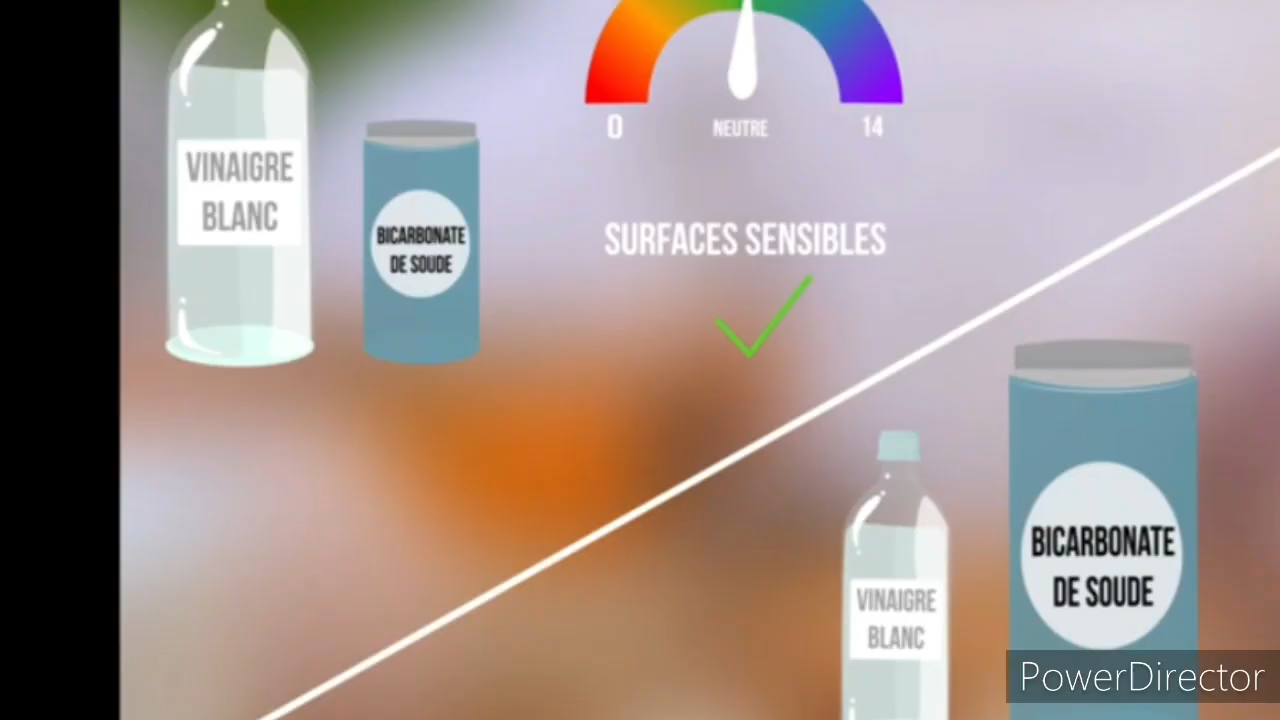 0
NEUTRE
14
VINAIGRE
BLANC
BICARBONATE
DE SOUDE
SURFACES SENSIBLES
BICARBONATE
DE SOUDE
VINAIGRE
BLANC
PowerDirector